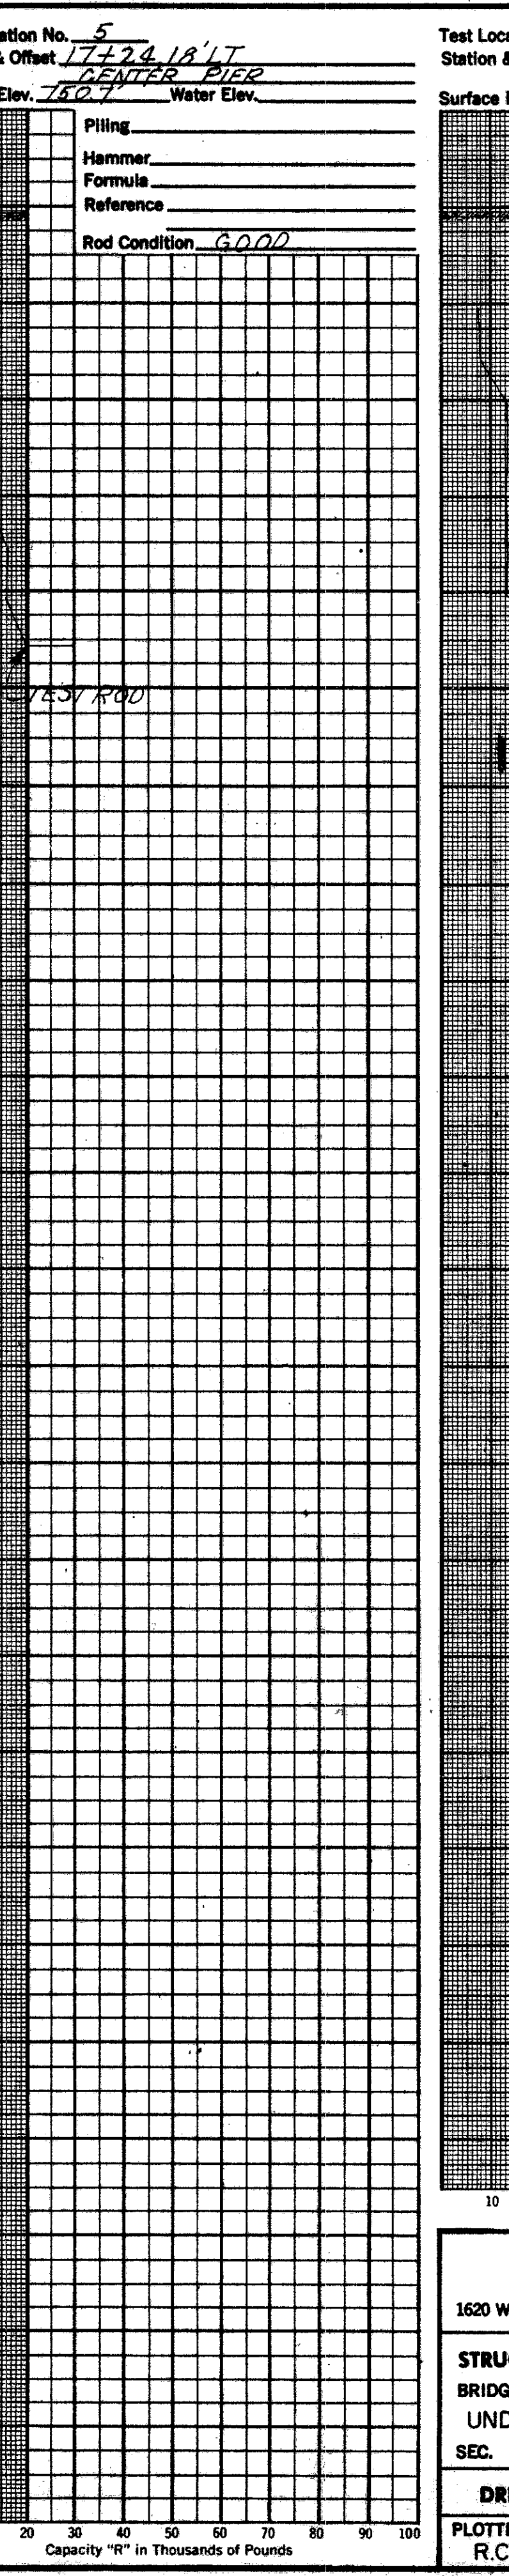 ation No. 5
& Offset 17+24, 18' LT
CENTER PIER
Elev. 750.7' Water Elev.
Piling
Hammer
Formula
Reference
Rod Condition GOOD
TEST ROD
20 30 40 50 60 70 80 90 100
Capacity "R" in Thousands of Pounds
Test Loca
Station &
Surface
10
1620 W
STRU
BRIDG
UND
SEC.
DR
PLOTT
R.C